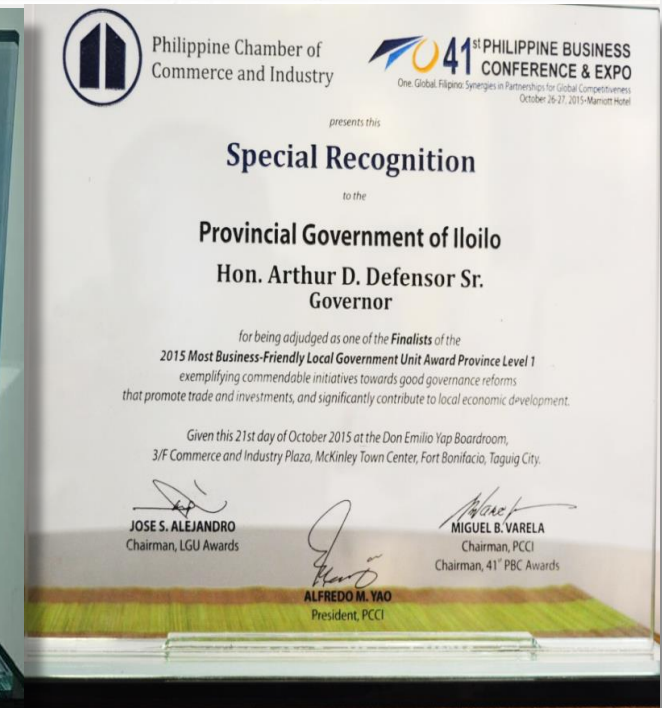 Philippine Chamber of
Commerce and Industry
41st PHILIPPINE BUSINESS
CONFERENCE & EXPO
One. Global. Filipino: Synergies in Partnerships for Global Competitiveness
October 26-27, 2015•Marriott Hotel
presents this
Special Recognition
to the
Provincial Government of Iloilo
Hon. Arthur D. Defensor Sr.
Governor
for being adjudged as one of the Finalists of the
2015 Most Business-Friendly Local Government Unit Award Province Level 1
exemplifying commendable initiatives towards good governance reforms
that promote trade and investments, and significantly contribute to local economic development.
Given this 21st day of October 2015 at the Don Emilio Yap Boardroom,
3/F Commerce and Industry Plaza, McKinley Town Center, Fort Bonifacio, Taguig City.
JOSE S. ALEJANDRO
Chairman, LGU Awards
MIGUEL B. VARELA
Chairman, PCCI
Chairman, 41st PBC Awards
ALFREDO M. YAO
President, PCCI